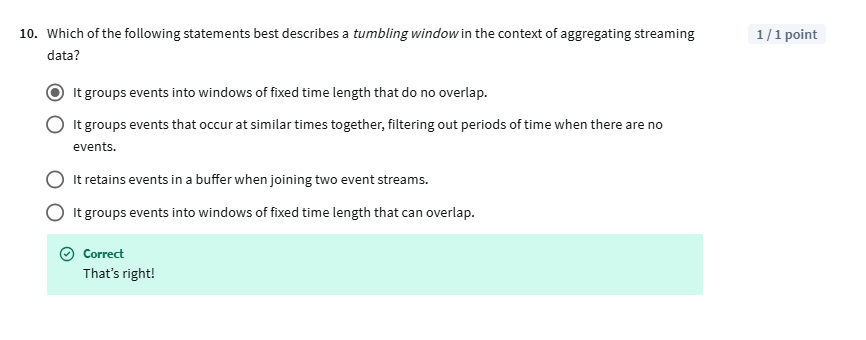 10. Which of the following statements best describes a tumbling window in the context of aggregating streaming
data?
1 / 1 point
It groups events into windows of fixed time length that do no overlap.
It groups events that occur at similar times together, filtering out periods of time when there are no
events.
It retains events in a buffer when joining two event streams.
It groups events into windows of fixed time length that can overlap.
Correct
That's right!